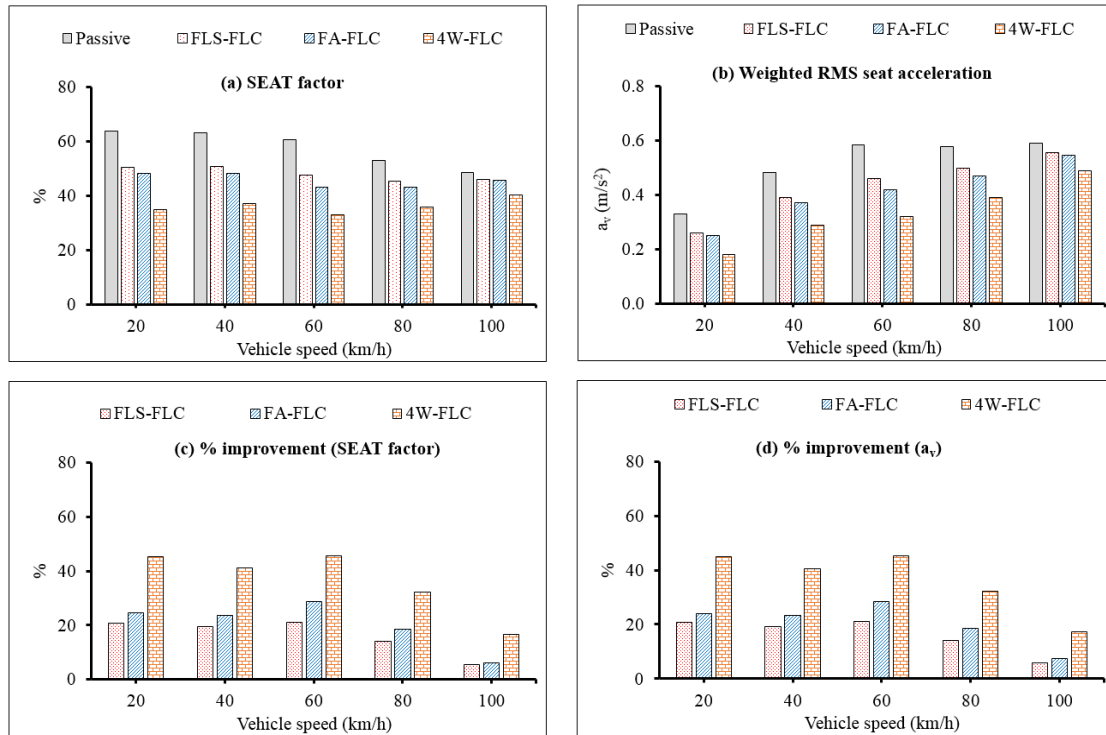 Passive FLS-FLC FA-FLC 4W-FLC
(a) SEAT factor
80
60
40
20
0
%
20 40 60 80 100
Vehicle speed (km/h)
Passive FLS-FLC FA-FLC 4W-FLC
(b) Weighted RMS seat acceleration
0.8
0.6
0.4
0.2
0.0
aᵥ (m/s²)
20 40 60 80 100
Vehicle speed (km/h)
FLS-FLC FA-FLC 4W-FLC
(c) % improvement (SEAT factor)
80
60
40
20
0
%
20 40 60 80 100
Vehicle speed (km/h)
FLS-FLC FA-FLC 4W-FLC
(d) % improvement (aᵥ)
80
60
40
20
0
%
20 40 60 80 100
Vehicle speed (km/h)